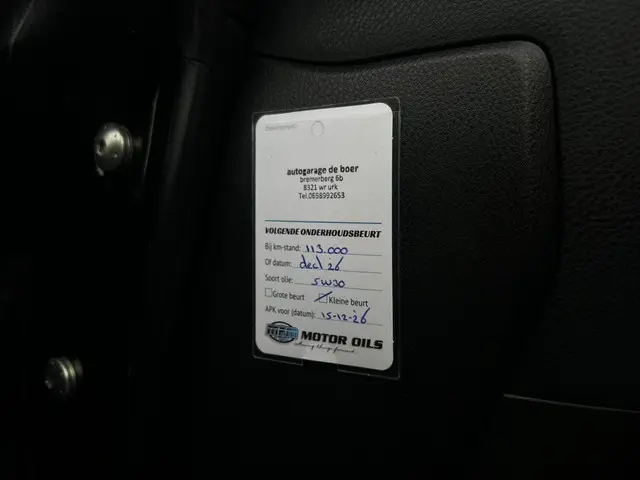 autogarage de boer
bremerberg 6b
8321 wr urk
Tel.0658992653
VOLGENDE ONDERHOUDSBEURT
Bij km-stand: 113.000
Of datum: dec 26
Soort olie: 5W30
Grote beurt Kleine beurt
APK voor (datum): 15-12-26
MOTOR OILS